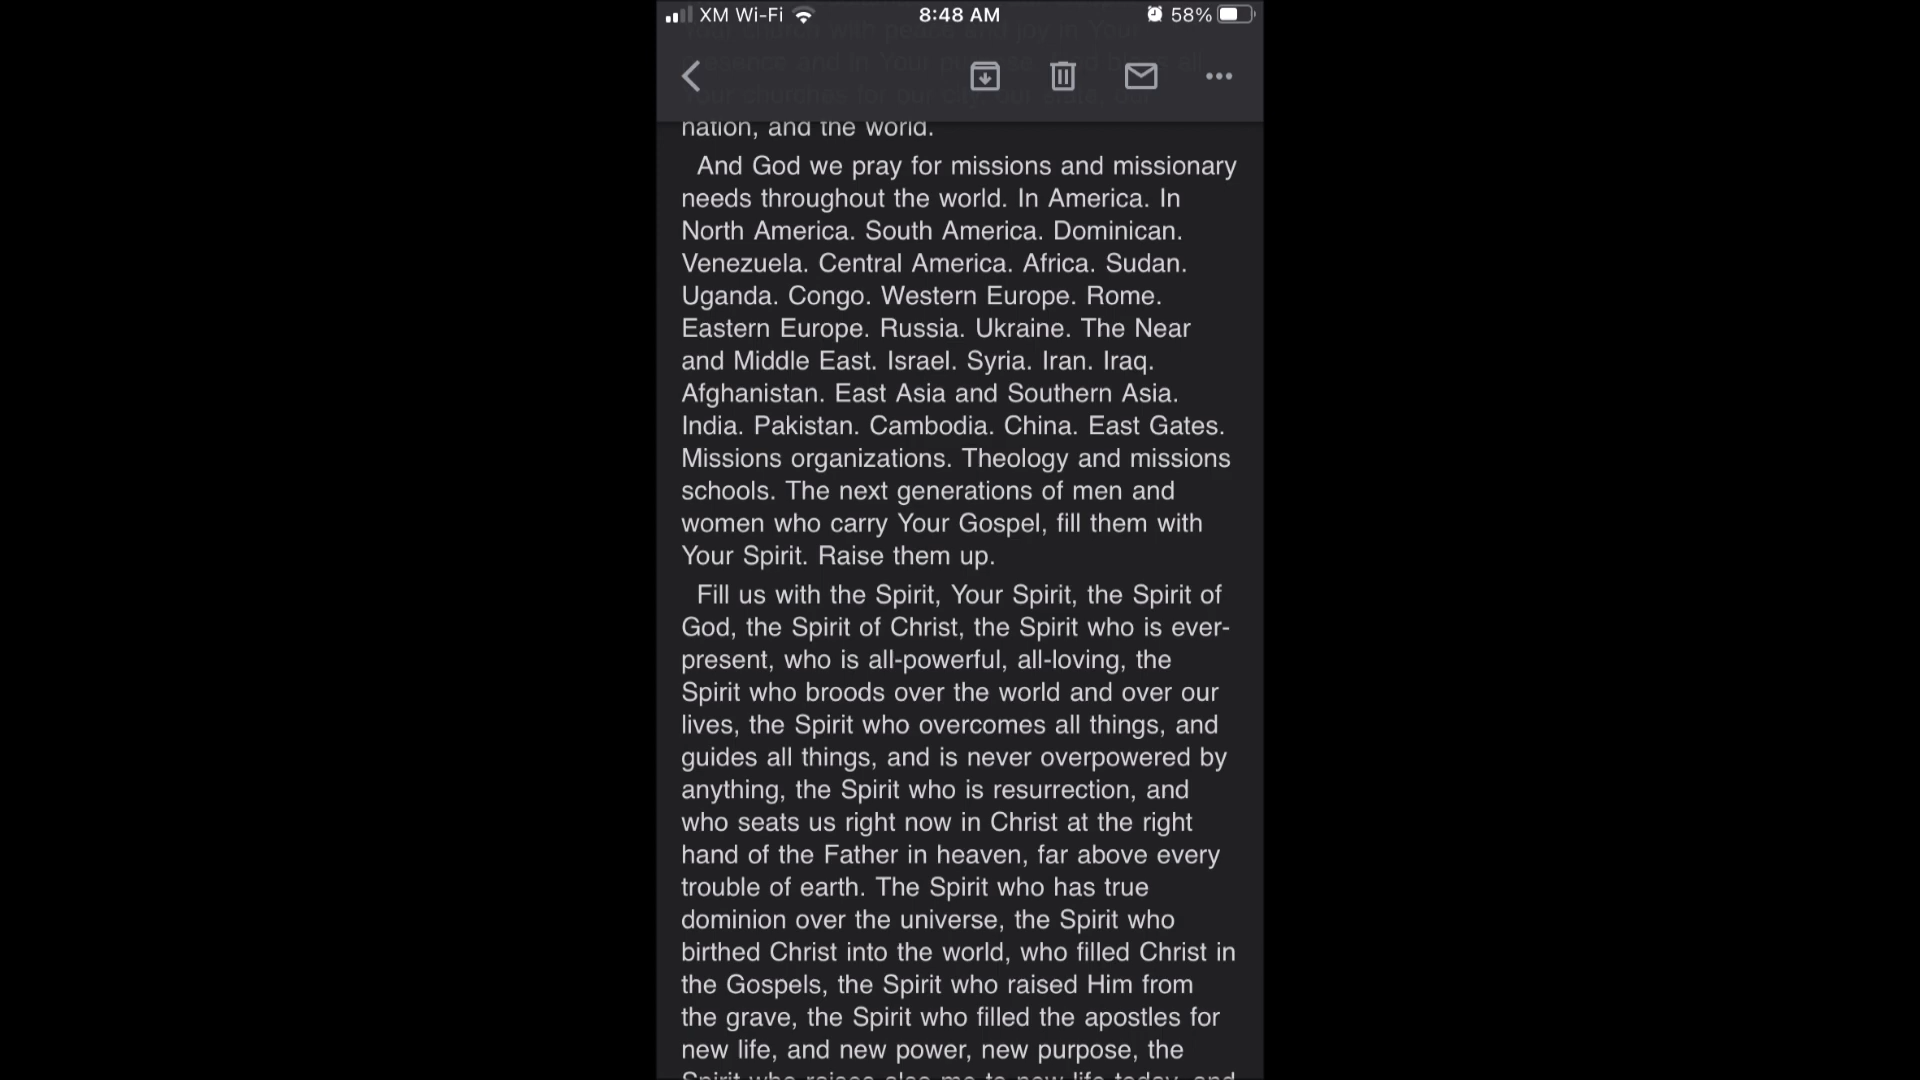 XM Wi-Fi 8:48 AM 58%
nation, and the world.
And God we pray for missions and missionary
needs throughout the world. In America. In
North America. South America. Dominican.
Venezuela. Central America. Africa. Sudan.
Uganda. Congo. Western Europe. Rome.
Eastern Europe. Russia. Ukraine. The Near
and Middle East. Israel. Syria. Iran. Iraq.
Afghanistan. East Asia and Southern Asia.
India. Pakistan. Cambodia. China. East Gates.
Missions organizations. Theology and missions
schools. The next generations of men and
women who carry Your Gospel, fill them with
Your Spirit. Raise them up.
Fill us with the Spirit, Your Spirit, the Spirit of
God, the Spirit of Christ, the Spirit who is ever-
present, who is all-powerful, all-loving, the
Spirit who broods over the world and over our
lives, the Spirit who overcomes all things, and
guides all things, and is never overpowered by
anything, the Spirit who is resurrection, and
who seats us right now in Christ at the right
hand of the Father in heaven, far above every
trouble of earth. The Spirit who has true
dominion over the universe, the Spirit who
birthed Christ into the world, who filled Christ in
the Gospels, the Spirit who raised Him from
the grave, the Spirit who filled the apostles for
new life, and new power, new purpose, the
Spirit who raises also me to new life today, and